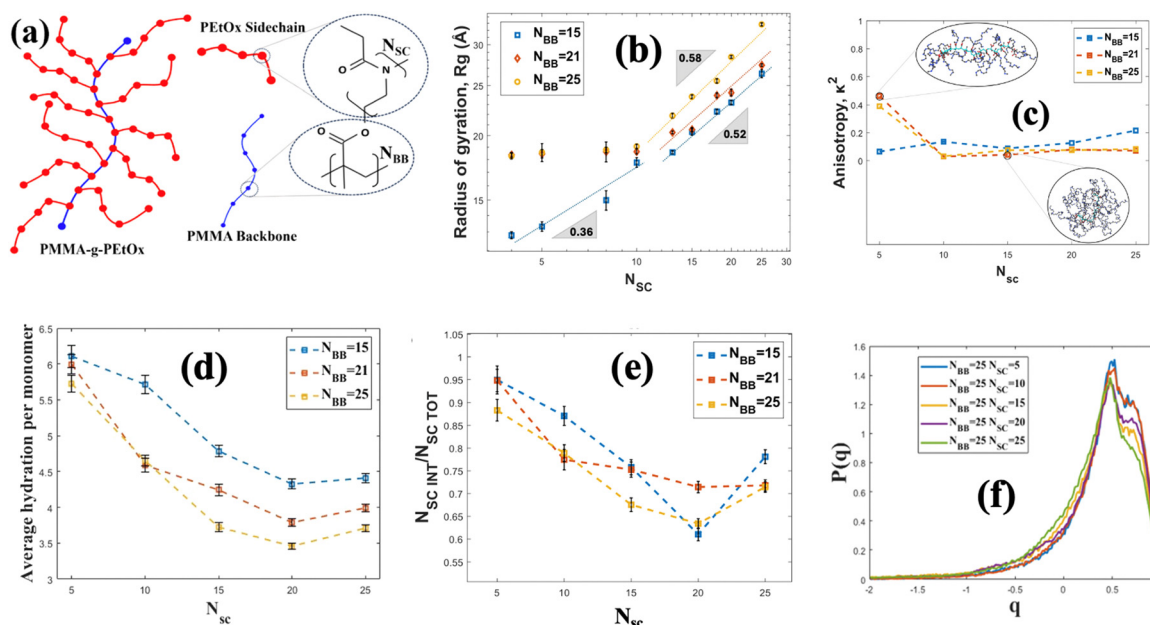 (a)
PEtOx Sidechain
N_SC
N
O
O
O
N_BB
PMMA-g-PEtOx
PMMA Backbone
(b)
Radius of gyration, Rg (Å)
30
25
20
15
N_BB=15
N_BB=21
N_BB=25
0.58
0.52
0.36
5
10
15
20
25
30
N_SC
(c)
Anisotropy, κ²
1
0.8
0.6
0.4
0.2
0
N_BB=15
N_BB=21
N_BB=25
5
10
15
20
25
N_sc
(d)
Average hydration per monomer
6.5
6
5.5
5
4.5
4
3.5
3
N_BB=15
N_BB=21
N_BB=25
5
10
15
20
25
N_sc
(e)
N_SC INT/N_SC TOT
1.05
1
0.95
0.9
0.85
0.8
0.75
0.7
0.65
0.6
0.55
N_BB=15
N_BB=21
N_BB=25
5
10
15
20
25
N_sc
(f)
P(q)
1.6
1.4
1.2
1
0.8
0.6
0.4
0.2
0
N_BB=25 N_SC=5
N_BB=25 N_SC=10
N_BB=25 N_SC=15
N_BB=25 N_SC=20
N_BB=25 N_SC=25
-2
-1.5
-1
-0.5
0
0.5
q